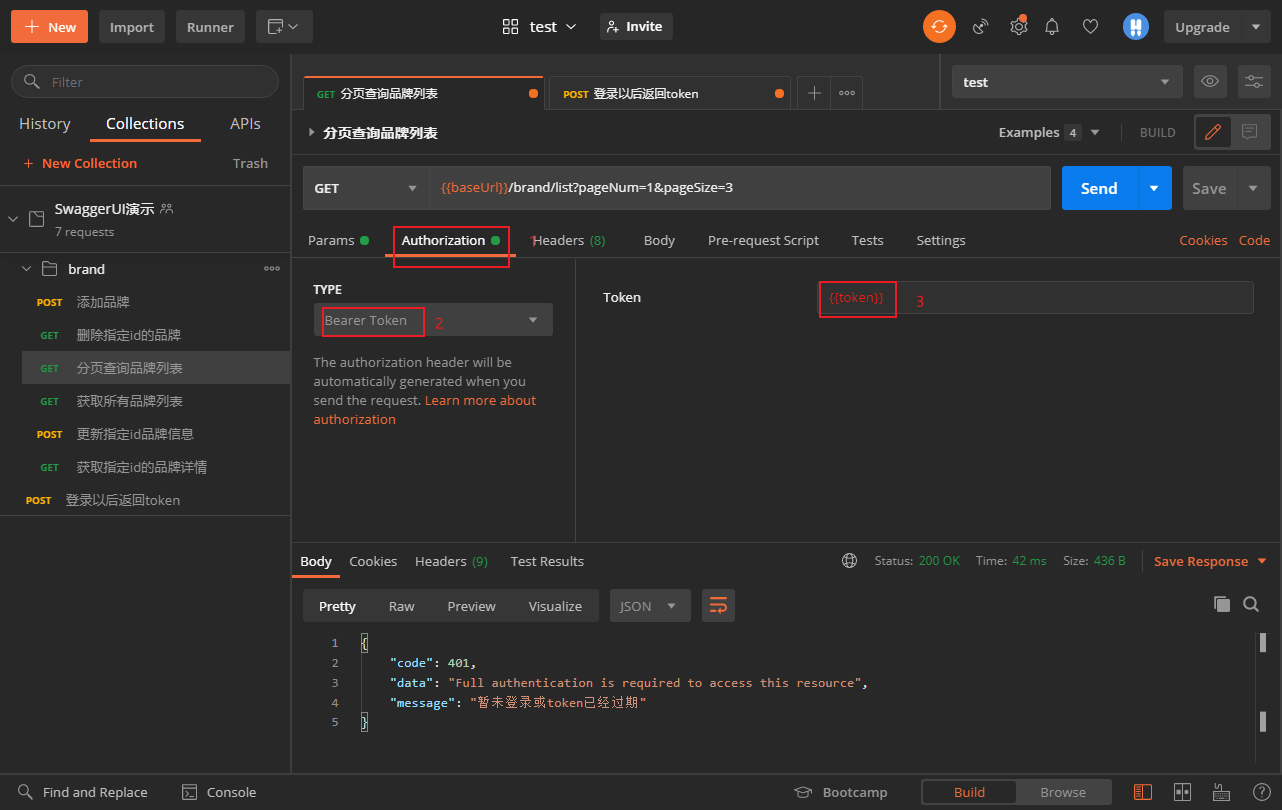 New
Import
Runner
test
Invite
Upgrade
Filter
History
Collections
APIs
+ New Collection
Trash
SwaggerUI演示
7 requests
brand
POST 添加品牌
GET 删除指定id的品牌
GET 分页查询品牌列表
GET 获取所有品牌列表
POST 更新指定id品牌信息
GET 获取指定id的品牌详情
POST 登录以后返回token
GET 分页查询品牌列表
POST 登录以后返回token
test
分页查询品牌列表
Examples 4
BUILD
GET
{{baseUrl}}/brand/list?pageNum=1&pageSize=3
Send
Save
Params
Authorization
1
Headers (8)
Body
Pre-request Script
Tests
Settings
Cookies
Code
TYPE
Bearer Token
2
The authorization header will be
automatically generated when you
send the request. Learn more about
authorization
Token
{{token}}
3
Body
Cookies
Headers (9)
Test Results
Status: 200 OK
Time: 42 ms
Size: 436 B
Save Response
Pretty
Raw
Preview
Visualize
JSON
1 {
2 "code": 401,
3 "data": "Full authentication is required to access this resource",
4 "message": "暂未登录或token已经过期"
5 }
Find and Replace
Console
Bootcamp
Build
Browse